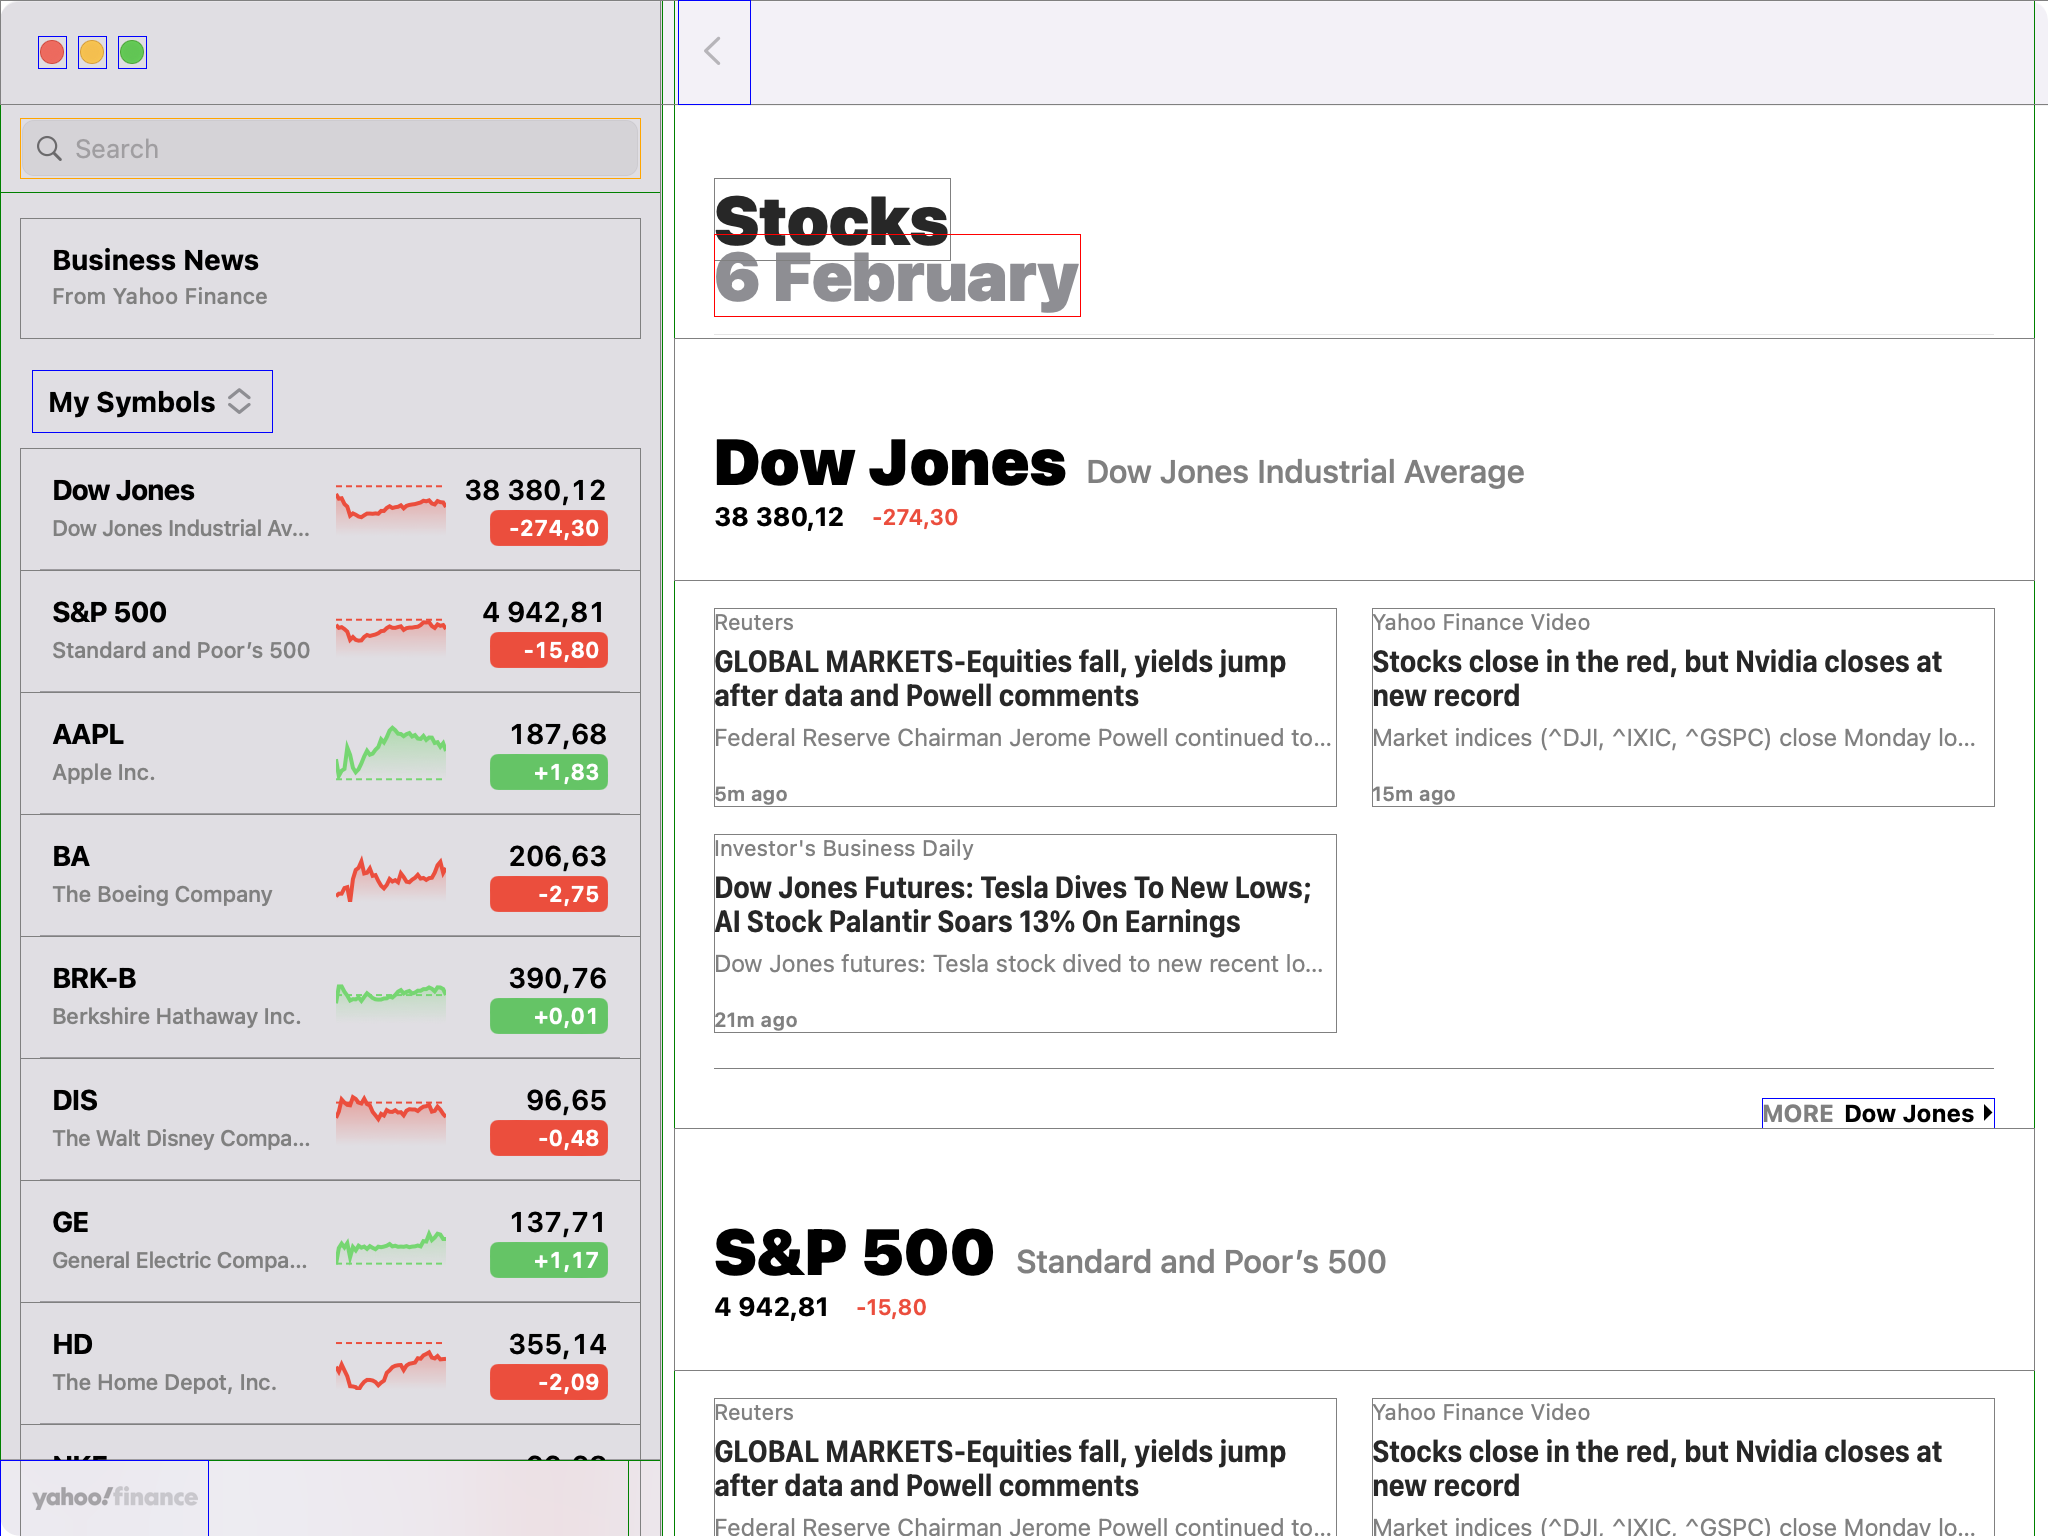 Search
Business News
From Yahoo Finance
My Symbols
Dow Jones
38 380,12
Dow Jones Industrial Av...
-274,30
S&P 500
4 942,81
Standard and Poor’s 500
-15,80
AAPL
187,68
Apple Inc.
+1,83
BA
206,63
The Boeing Company
-2,75
BRK-B
390,76
Berkshire Hathaway Inc.
+0,01
DIS
96,65
The Walt Disney Compa...
-0,48
GE
137,71
General Electric Compa...
+1,17
HD
355,14
The Home Depot, Inc.
-2,09
yahoo!finance
Stocks
6 February
Dow Jones Dow Jones Industrial Average
38 380,12 -274,30
Reuters
GLOBAL MARKETS-Equities fall, yields jump
after data and Powell comments
Federal Reserve Chairman Jerome Powell continued to...
5m ago
Yahoo Finance Video
Stocks close in the red, but Nvidia closes at
new record
Market indices (^DJI, ^IXIC, ^GSPC) close Monday lo...
15m ago
Investor's Business Daily
Dow Jones Futures: Tesla Dives To New Lows;
AI Stock Palantir Soars 13% On Earnings
Dow Jones futures: Tesla stock dived to new recent lo...
21m ago
MORE Dow Jones
S&P 500 Standard and Poor’s 500
4 942,81 -15,80
Reuters
GLOBAL MARKETS-Equities fall, yields jump
after data and Powell comments
Federal Reserve Chairman Jerome Powell continued to...
Yahoo Finance Video
Stocks close in the red, but Nvidia closes at
new record
Market indices (^DJI, ^IXIC, ^GSPC) close Monday lo...